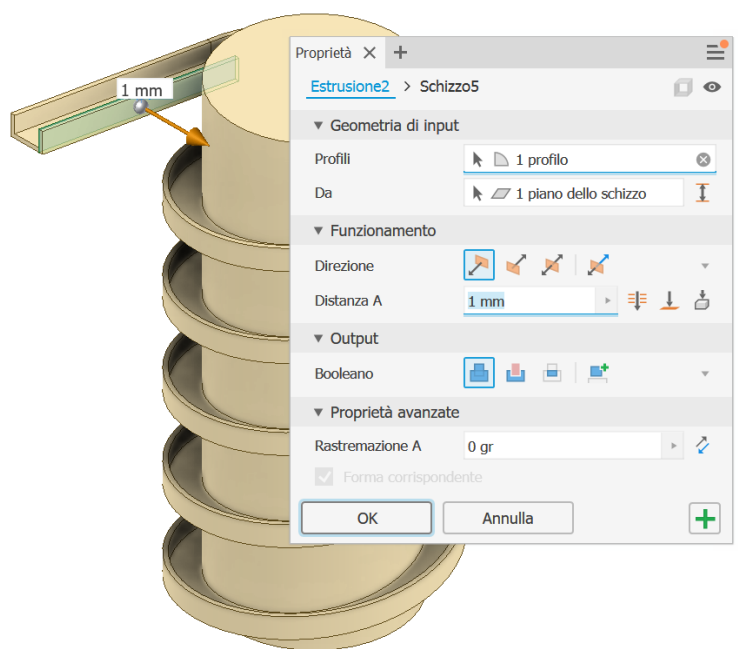 1 mm
Proprietà
Estrusione2 > Schizzo5
Geometria di input
Profili 1 profilo
Da 1 piano dello schizzo
Funzionamento
Direzione
Distanza A 1 mm
Output
Booleano
Proprietà avanzate
Rastremazione A 0 gr
Forma corrispondente
OK Annulla